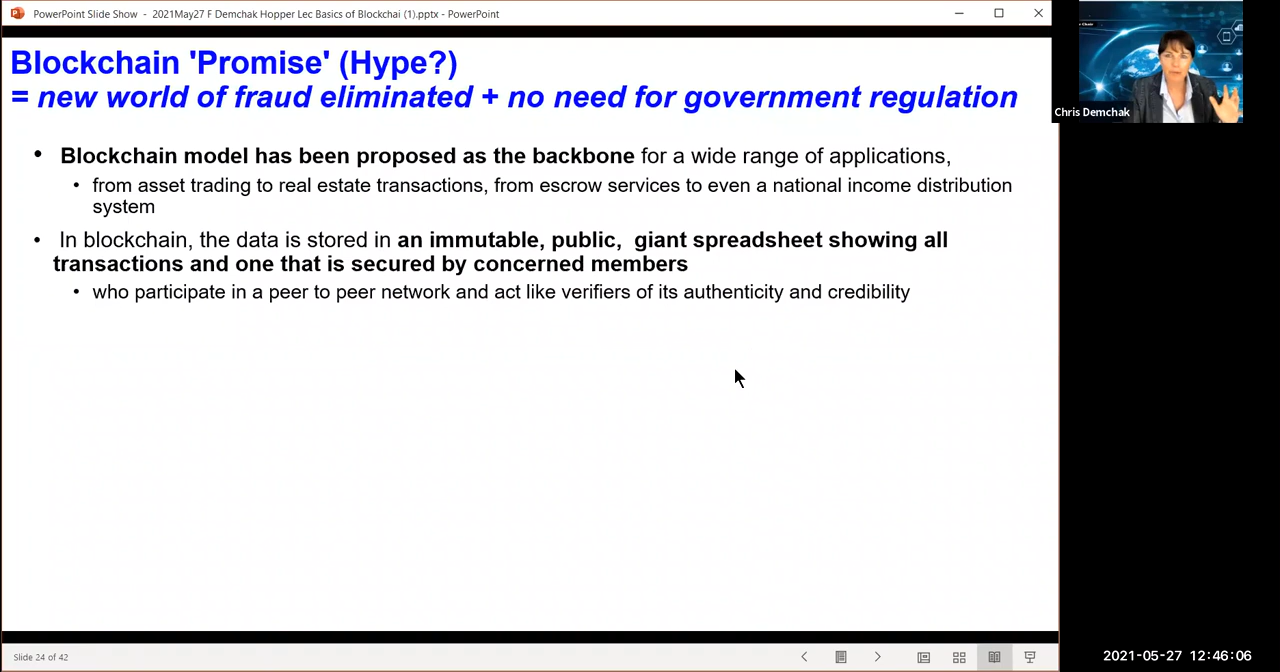 PowerPoint Slide Show - 2021May27 F Demchak Hopper Lec Basics of Blockchai (1).pptx - PowerPoint
Blockchain 'Promise' (Hype?)
= new world of fraud eliminated + no need for government regulation
• Blockchain model has been proposed as the backbone for a wide range of applications,
• from asset trading to real estate transactions, from escrow services to even a national income distribution
system
• In blockchain, the data is stored in an immutable, public, giant spreadsheet showing all
transactions and one that is secured by concerned members
• who participate in a peer to peer network and act like verifiers of its authenticity and credibility
Chris Demchak
Slide 24 of 42
2021-05-27 12:46:06